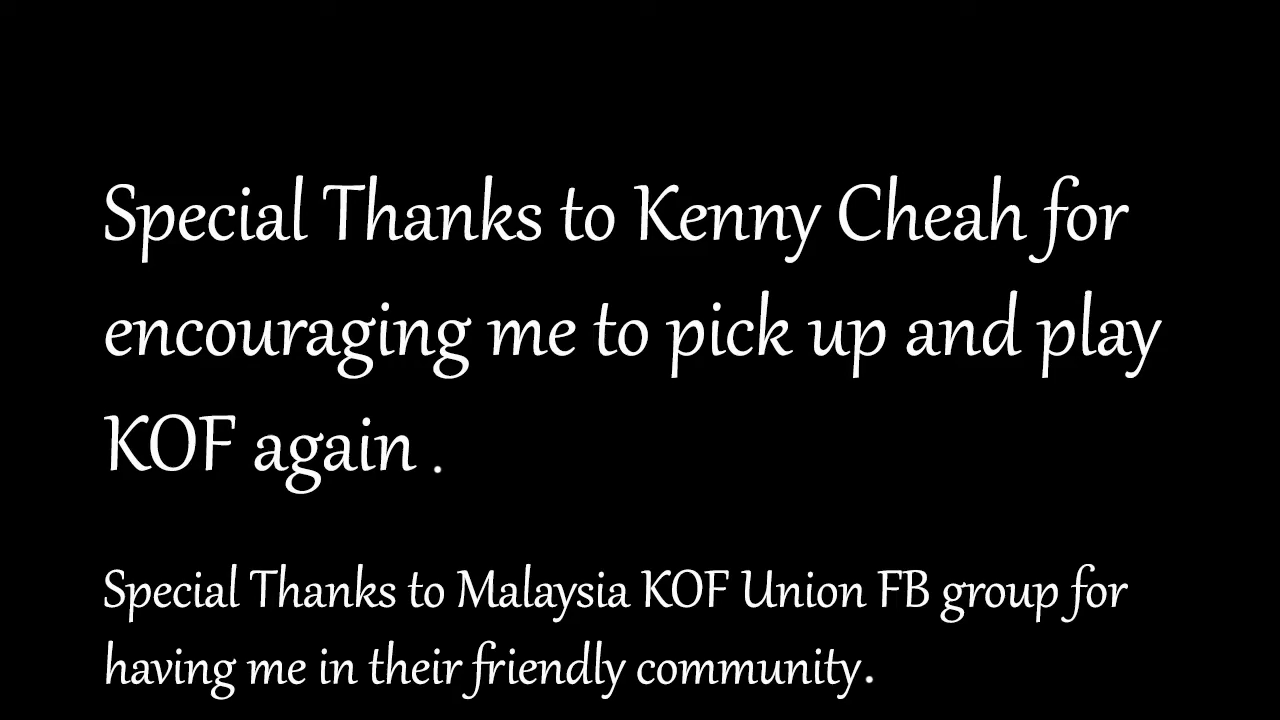 Special Thanks to Kenny Cheah for
encouraging me to pick up and play
KOF again .
Special Thanks to Malaysia KOF Union FB group for
having me in their friendly community.